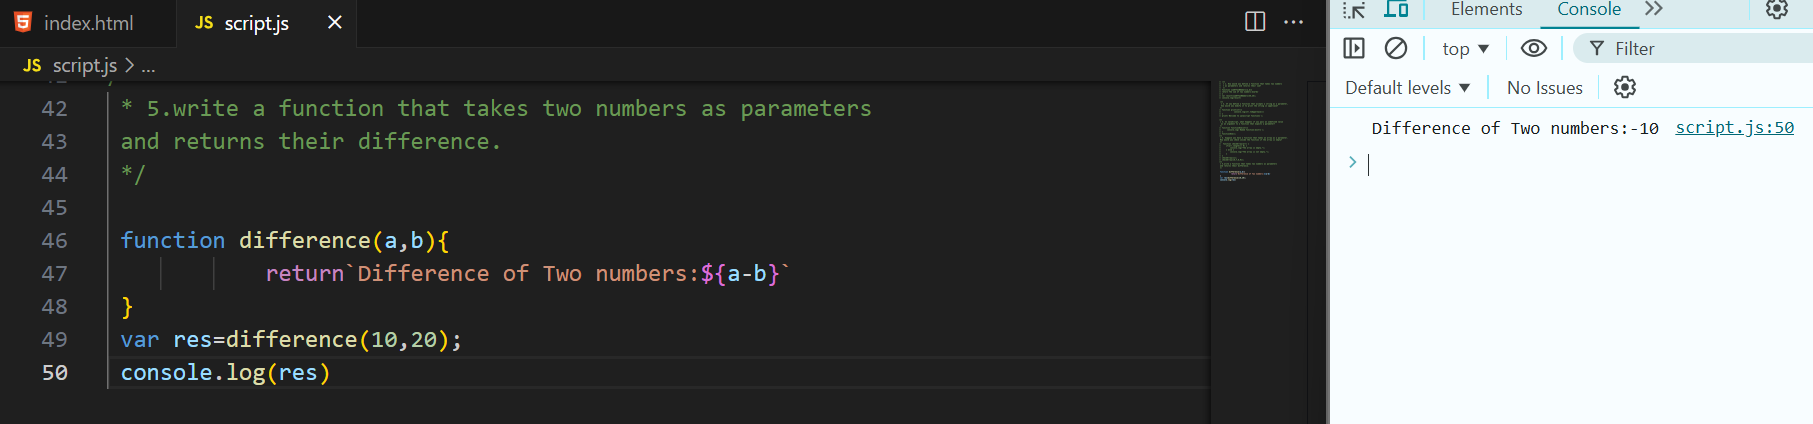 index.html
JS script.js ×
JS script.js > ...
42 * 5.write a function that takes two numbers as parameters
43 and returns their difference.
44 */
45
46 function difference(a,b){
47 return`Difference of Two numbers:${a-b}`
48 }
49 var res=difference(10,20);
50 console.log(res)
Elements Console
top Filter
Default levels No Issues
Difference of Two numbers:-10 script.js:50
>